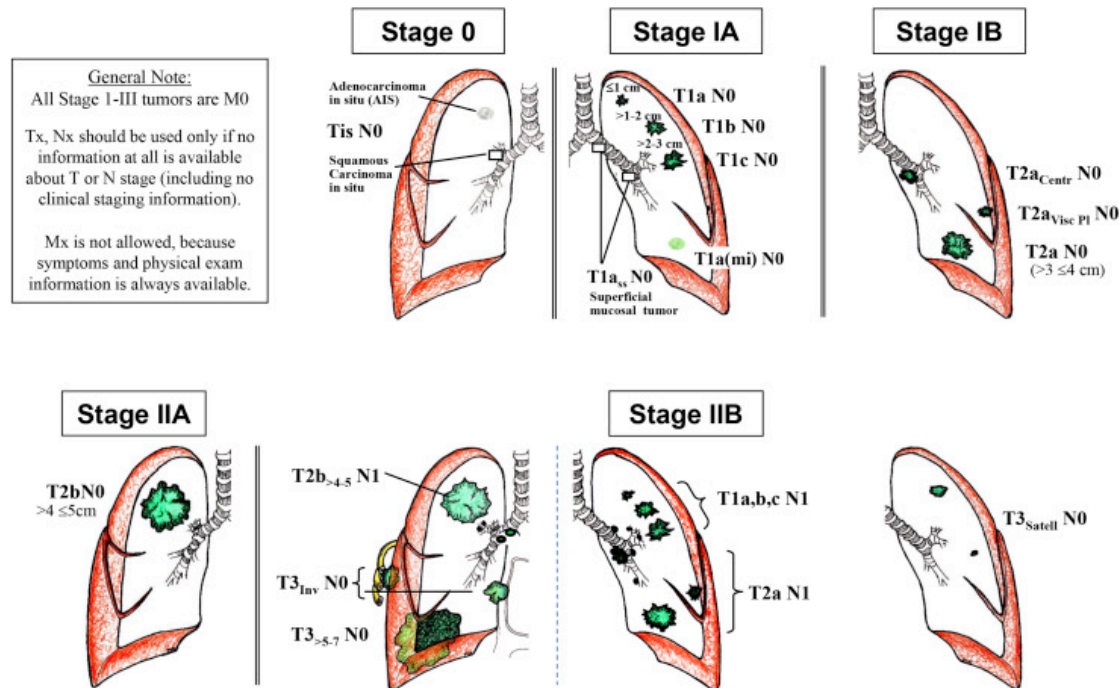 Stage 0
Stage IA
Stage IB
General Note:
All Stage 1-III tumors are M0
Tx, Nx should be used only if no
information at all is available
about T or N stage (including no
clinical staging information).
Mx is not allowed, because
symptoms and physical exam
information is always available.
Adenocarcinoma
in situ (AIS)
Tis N0
Squamous
Carcinoma
in situ
≤1 cm
>1-2 cm
>2-3 cm
T1a N0
T1b N0
T1c N0
T1a(mi) N0
T1ass N0
Superficial
mucosal tumor
T2aCentr N0
T2aVisc Pl N0
T2a N0
(>3 ≤4 cm)
Stage IIA
Stage IIB
T2bN0
>4 ≤5cm
T2b>4-5 N1
T3Inv N0
T3>5-7 N0
T1a,b,c N1
T2a N1
T3Satell N0